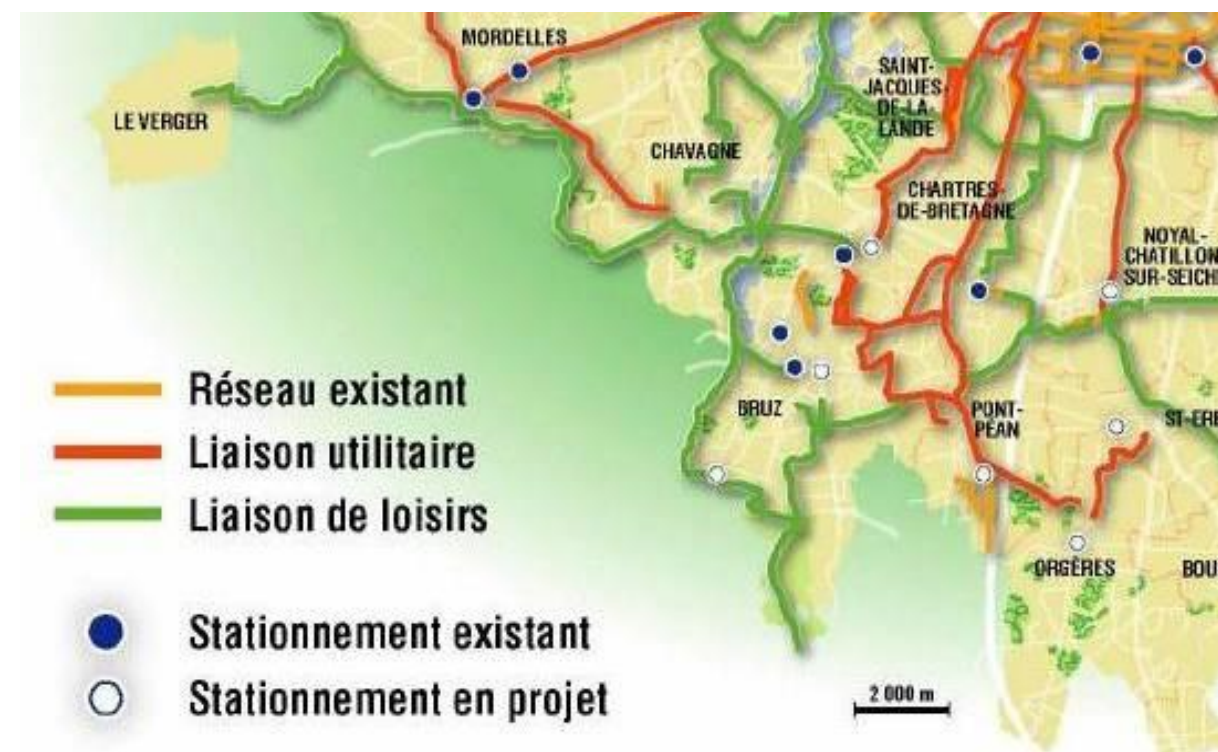 MORDELLES
LE VERGER
SAINT-
JACQUES-
DE-LA-
LANDE
CHAVAGNE
CHARTRES-
DE-BRETAGNE
NOYAL-
CHATILLON
SUR-SEICH
Réseau existant
Liaison utilitaire
Liaison de loisirs
BRUZ
PONT-
PÉAN
ST-ERB
ORGÈRES
BOU
Stationnement existant
Stationnement en projet
2 000 m